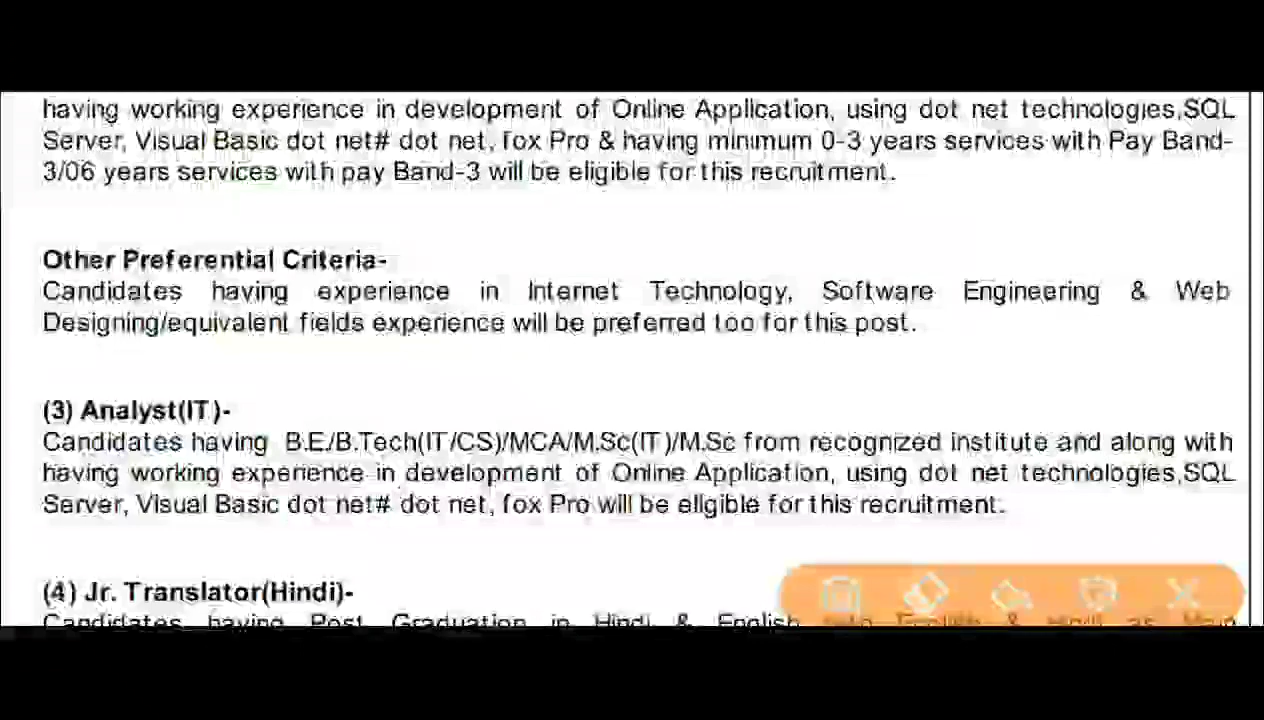 having working experience in development of Online Application, using dot net technologies,SQL
Server, Visual Basic dot net# dot net, fox Pro & having minimum 0-3 years services with Pay Band-
3/06 years services with pay Band-3 will be eligible for this recruitment.
Other Preferential Criteria-
Candidates having experience in Internet Technology, Software Engineering & Web
Designing/equivalent fields experience will be preferred too for this post.
(3) Analyst(IT)-
Candidates having B.E/B.Tech(IT/CS)/MCA/M.Sc(IT)/M.Sc from recognized institute and along with
having working experience in development of Online Application, using dot net technologies,SQL
Server, Visual Basic dot net# dot net, fox Pro will be eligible for this recruitment.
(4) Jr. Translator(Hindi)-
Candidates having Post Graduation in Hindi & English